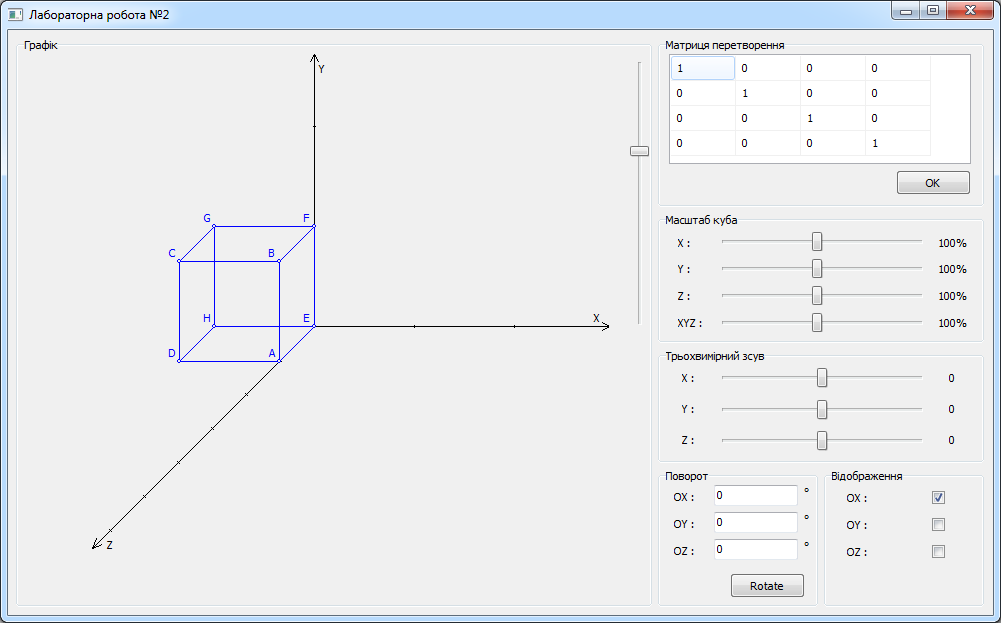 Лабораторна робота №2
Графік
Y
G F
C B
H E X
D A
Z
Матриця перетворення
1 0 0 0
0 1 0 0
0 0 1 0
0 0 0 1
OK
Масштаб куба
X : 100%
Y : 100%
Z : 100%
XYZ : 100%
Трьохвимірний зсув
X : 0
Y : 0
Z : 0
Поворот
OX : 0 °
OY : 0 °
OZ : 0 °
Rotate
Відображення
OX :
OY :
OZ :